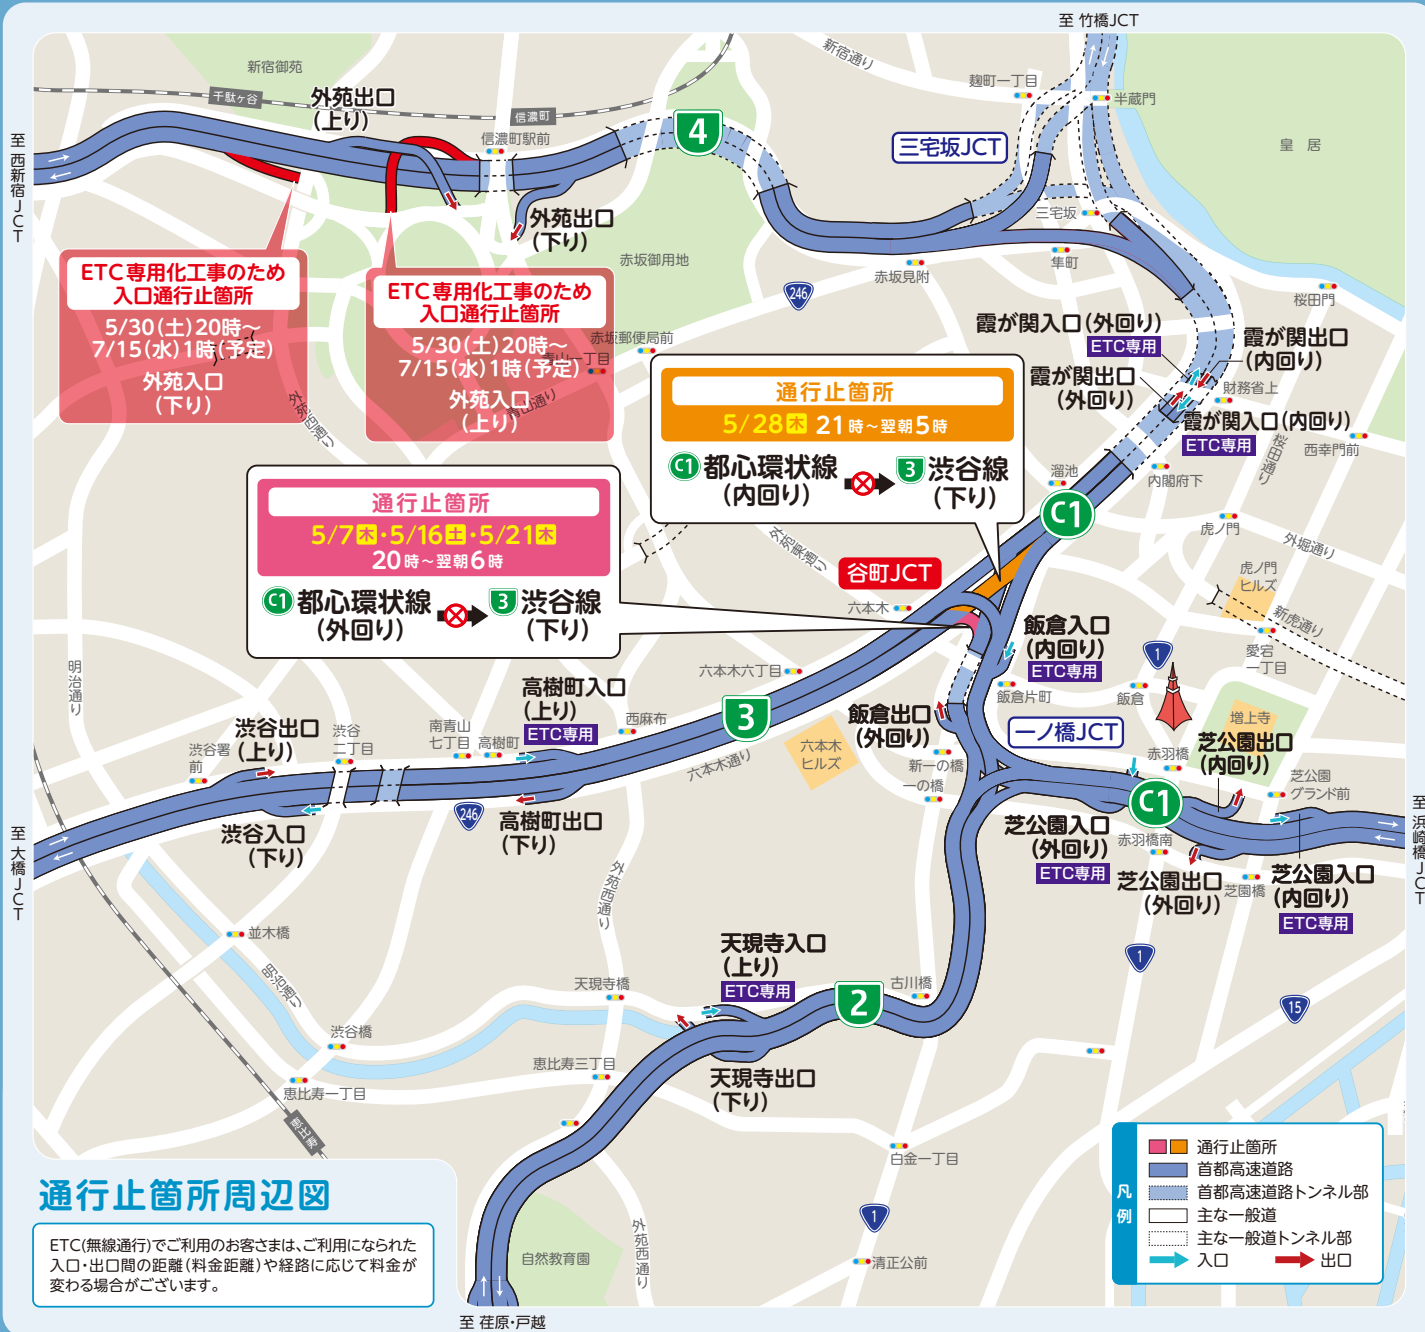 至 竹橋JCT
新宿通り
新宿御苑
麹町一丁目
千駄ケ谷
外苑出口
(上り)
信濃町
半蔵門
4
信濃町駅前
三宅坂JCT
皇 居
至 西新宿JCT
外苑出口
(下り)
三宅坂
赤坂御用地
赤坂見附
隼町
246
桜田門
ETC専用化工事のため
入口通行止箇所
5/30(土)20時~
7/15(水)1時(予定)
外苑入口
(下り)
ETC専用化工事のため
入口通行止箇所
5/30(土)20時~
7/15(水)1時(予定)
外苑入口
(上り)
赤坂郵便局前
青山一丁目
青山通り
外苑西通り
霞が関入口(外回り)
ETC専用
霞が関出口
(内回り)
霞が関出口
(外回り)
財務省上
霞が関入口(内回り)
ETC専用
桜田通り
西幸門前
通行止箇所
5/28木 21時~翌朝5時
C1 都心環状線
(内回り)
3 渋谷線
(下り)
溜池
内閣府下
C1
虎ノ門
外堀通り
通行止箇所
5/7木・5/16土・5/21木
20時~翌朝6時
C1 都心環状線
(外回り)
3 渋谷線
(下り)
外苑東通り
谷町JCT
六本木
虎ノ門
ヒルズ
新虎通り
飯倉入口
(内回り)
ETC専用
1
愛宕
一丁目
明治通り
六本木六丁目
飯倉片町
飯倉
高樹町入口
(上り)
ETC専用
3
西麻布
飯倉出口
(外回り)
一ノ橋JCT
増上寺
渋谷出口
(上り)
渋谷署
前
渋谷
二丁目
南青山
七丁目
高樹町
六本木
ヒルズ
六本木通り
新一の橋
一の橋
赤羽橋
芝公園出口
(内回り)
芝公園
グランド前
C1
至 大橋JCT
渋谷入口
(下り)
246
高樹町出口
(下り)
芝公園入口
(外回り)
ETC専用
赤羽橋南
芝公園出口
(外回り)
芝園橋
芝公園入口
(内回り)
ETC専用
至 浜崎橋JCT
外苑西通り
並木橋
明治通り
天現寺入口
(上り)
ETC専用
1
天現寺橋
2
古川橋
15
渋谷橋
恵比寿三丁目
天現寺出口
(下り)
恵比寿一丁目
恵比寿
白金一丁目
1
外苑西通り
自然教育園
清正公前
至 荏原・戸越
通行止箇所周辺図
ETC(無線通行)でご利用のお客さまは、ご利用になられた
入口・出口間の距離(料金距離)や経路に応じて料金が
変わる場合がございます。
凡例
通行止箇所
首都高速道路
首都高速道路トンネル部
主な一般道
主な一般道トンネル部
入口
出口